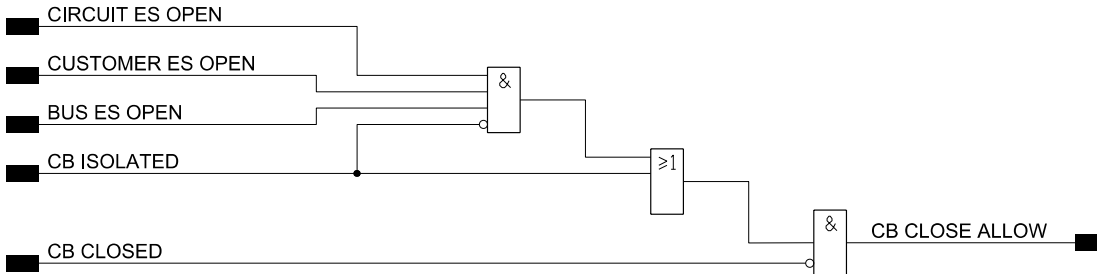 CIRCUIT ES OPEN
CUSTOMER ES OPEN
&
BUS ES OPEN
CB ISOLATED
≥1
&
CB CLOSE ALLOW
CB CLOSED